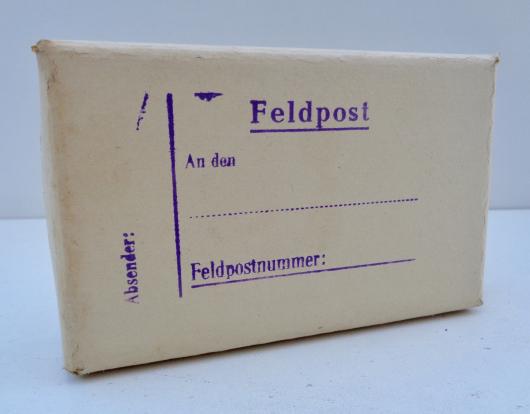 Feldpost
An den
Feldpostnummer:
Absender: